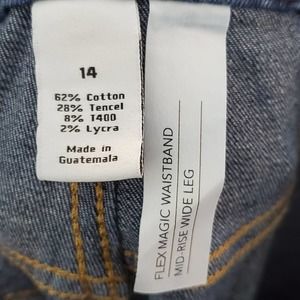 14
62% Cotton
28% Tencel
8% T400
2% Lycra
Made in
Guatemala
FLEX MAGIC WAISTBAND
MID-RISE WIDE LEG